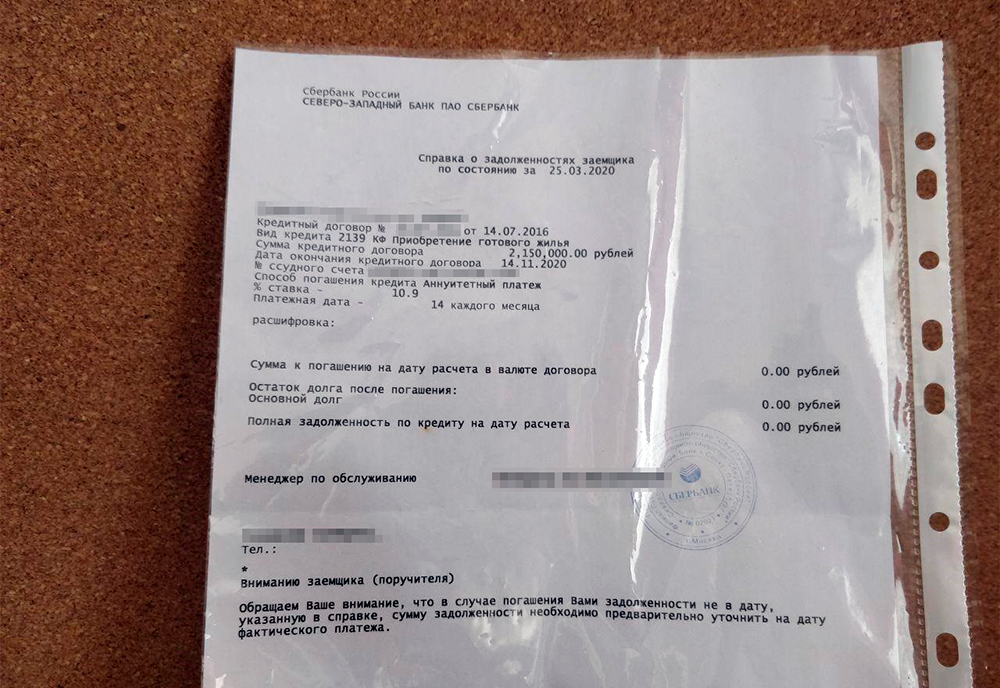 Сбербанк России
СЕВЕРО-ЗАПАДНЫЙ БАНК ПАО СБЕРБАНК
Справка о задолженностях заемщика
по состоянию за 25.03.2020
Кредитный договор № от 14.07.2016
Вид кредита 2139 КФ Приобретение готового жилья
Сумма кредитного договора 2,150,000.00 рублей
Дата окончания кредитного договора 14.11.2020
№ ссудного счета
Способ погашения кредита Аннуитетный платеж
% ставка - 10.9
Платежная дата - 14 каждого месяца
расшифровка:
Сумма к погашению на дату расчета в валюте договора 0.00 рублей
Остаток долга после погашения:
Основной долг 0.00 рублей
Полная задолженность по кредиту на дату расчета 0.00 рублей
Менеджер по обслуживанию
СБЕРБАНК
г.Москва
Тел.:
*
Вниманию заемщика (поручителя)
Обращаем Ваше внимание, что в случае погашения Вами задолженности не в дату,
указанную в справке, сумму задолженности необходимо предварительно уточнить на дату
фактического платежа.